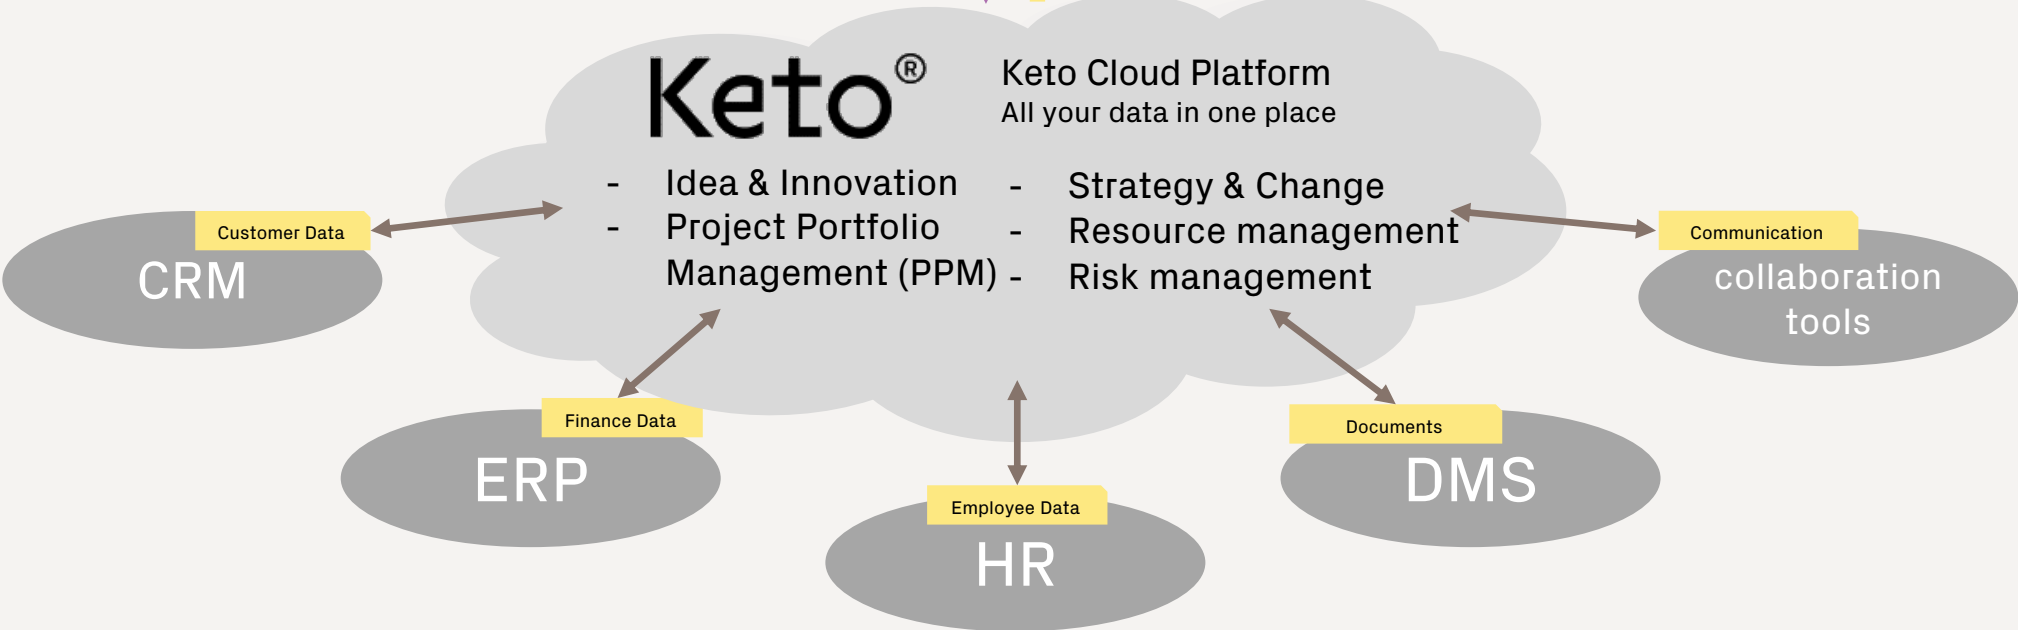 Keto®
Keto Cloud Platform
All your data in one place
- Idea & Innovation
- Project Portfolio
Management (PPM)
- Strategy & Change
- Resource management
- Risk management
Customer Data
CRM
Communication
collaboration
tools
Finance Data
ERP
Documents
DMS
Employee Data
HR